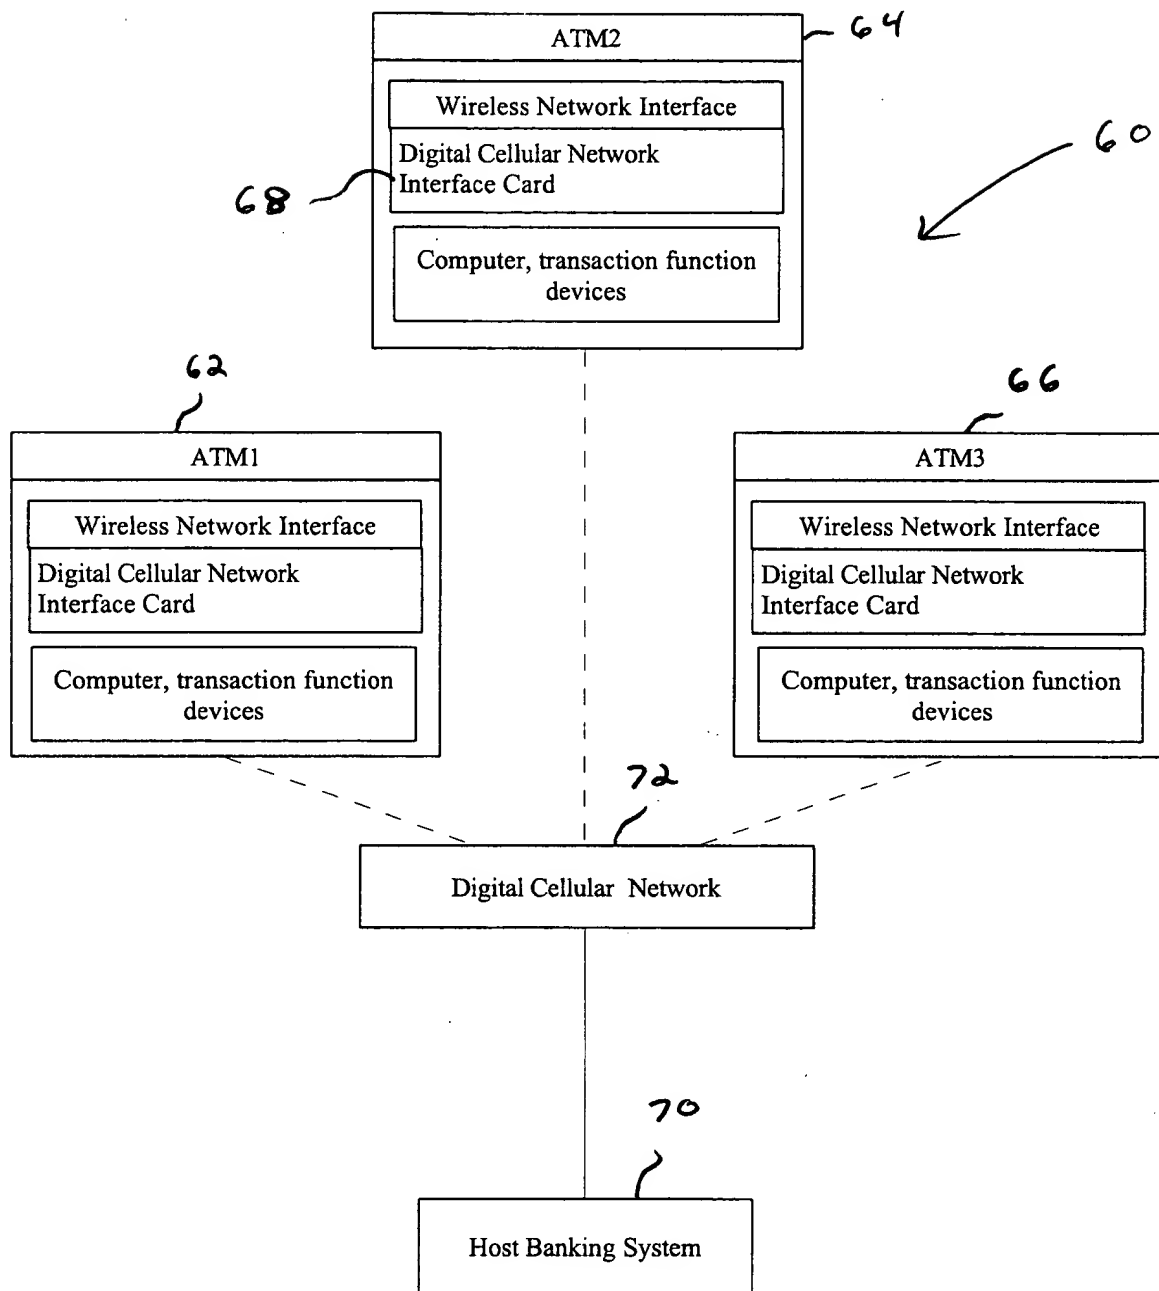 ATM2
64
Wireless Network Interface
Digital Cellular Network
Interface Card
68
60
Computer, transaction function
devices
62
66
ATM1
Wireless Network Interface
Digital Cellular Network
Interface Card
Computer, transaction function
devices
ATM3
Wireless Network Interface
Digital Cellular Network
Interface Card
Computer, transaction function
devices
72
Digital Cellular Network
70
Host Banking System